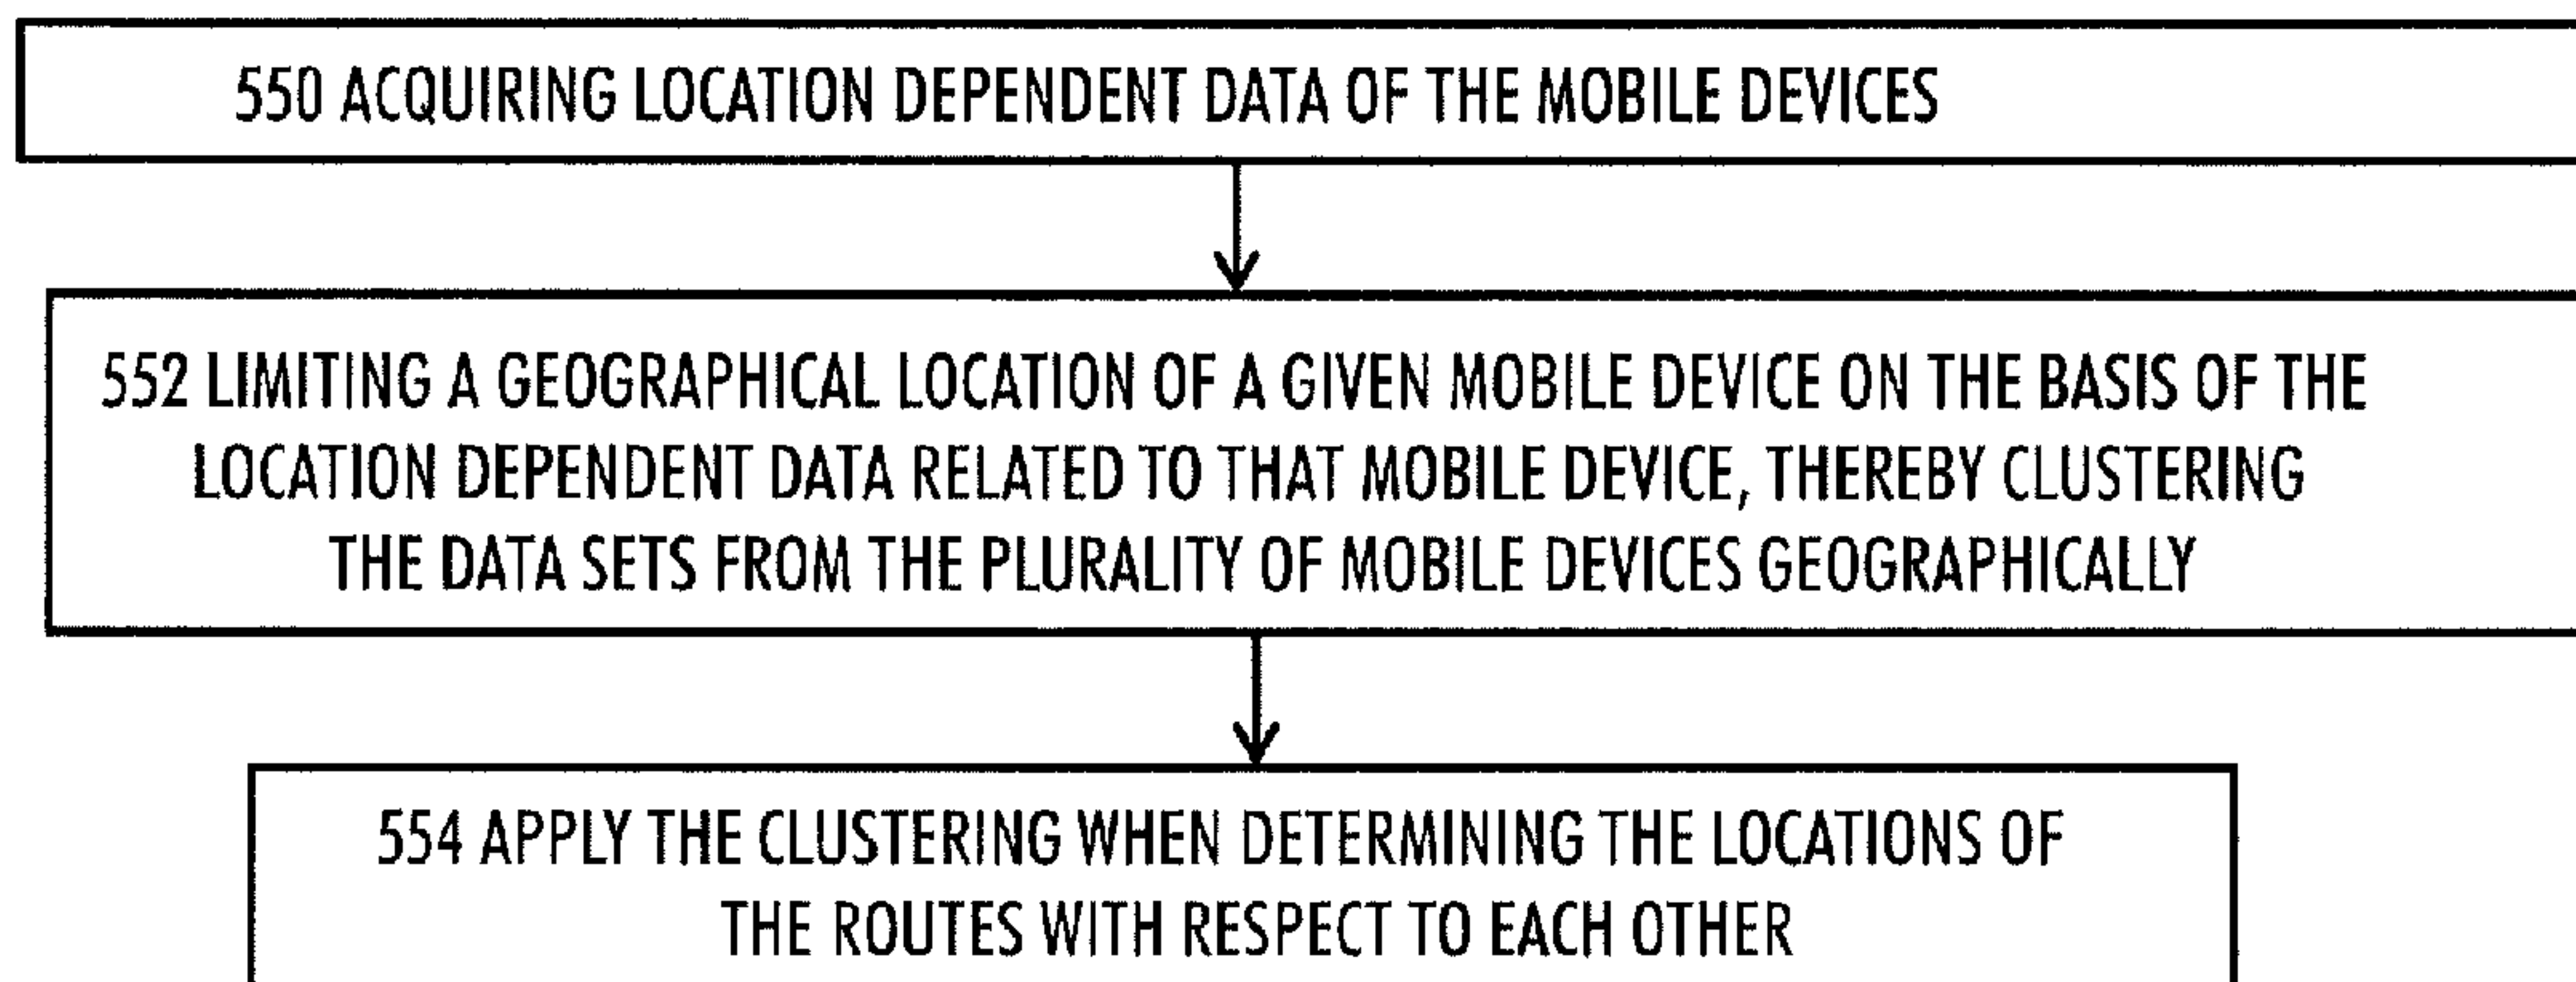 550 ACQUIRING LOCATION DEPENDENT DATA OF THE MOBILE DEVICES
552 LIMITING A GEOGRAPHICAL LOCATION OF A GIVEN MOBILE DEVICE ON THE BASIS OF THE
LOCATION DEPENDENT DATA RELATED TO THAT MOBILE DEVICE, THEREBY CLUSTERING
THE DATA SETS FROM THE PLURALITY OF MOBILE DEVICES GEOGRAPHICALLY
554 APPLY THE CLUSTERING WHEN DETERMINING THE LOCATIONS OF
THE ROUTES WITH RESPECT TO EACH OTHER